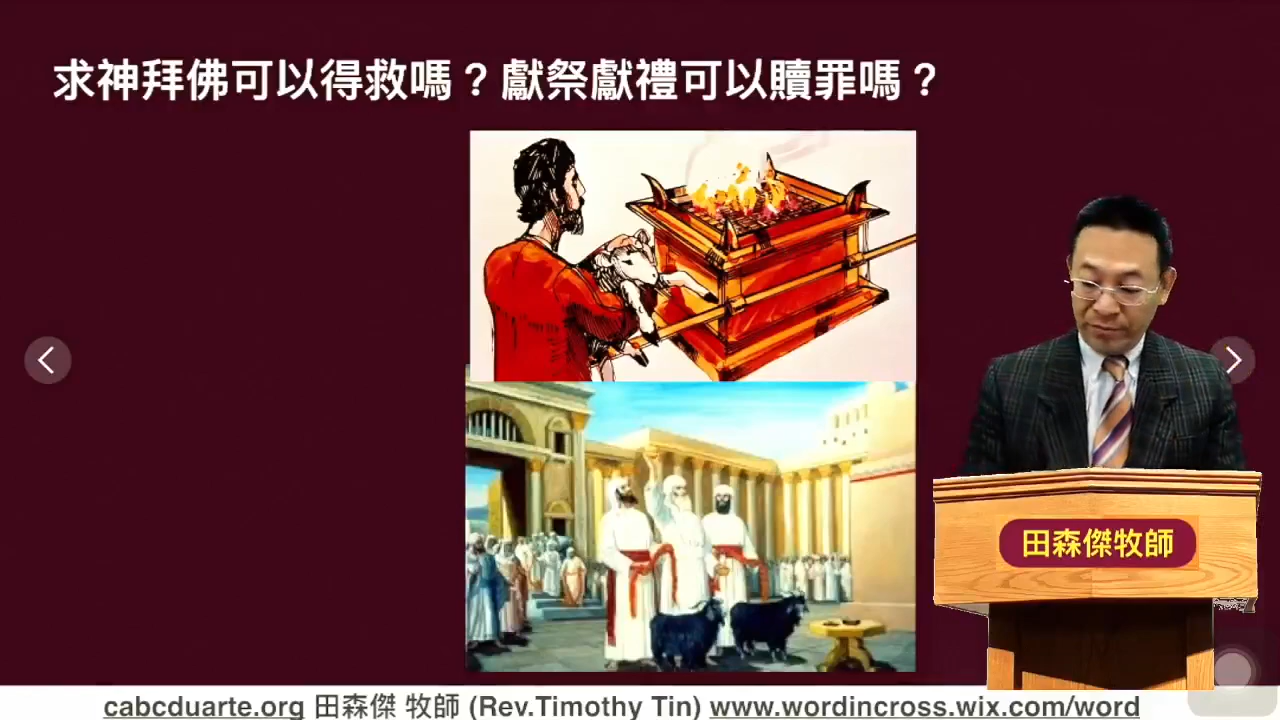 求神拜佛可以得救嗎？獻祭獻禮可以贖罪嗎？
田森傑牧師
cabcduarte.org 田森傑 牧師 (Rev.Timothy Tin) www.wordincross.wix.com/word